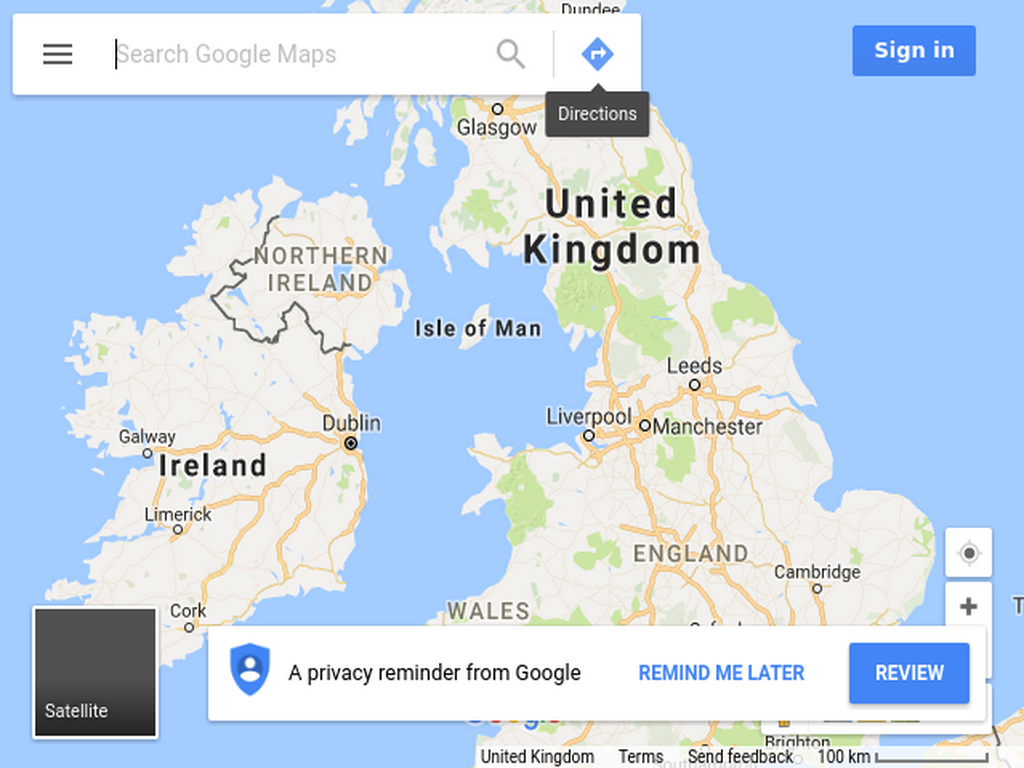 Dundee
Search Google Maps
Sign in
Directions
Glasgow
United
Kingdom
NORTHERN
IRELAND
Isle of Man
Leeds
Liverpool
Manchester
Dublin
Galway
Ireland
Limerick
ENGLAND
Cambridge
WALES
Cork
A privacy reminder from Google
REMIND ME LATER
REVIEW
Satellite
Google
Brighton
United Kingdom
Terms
Send feedback
100 km